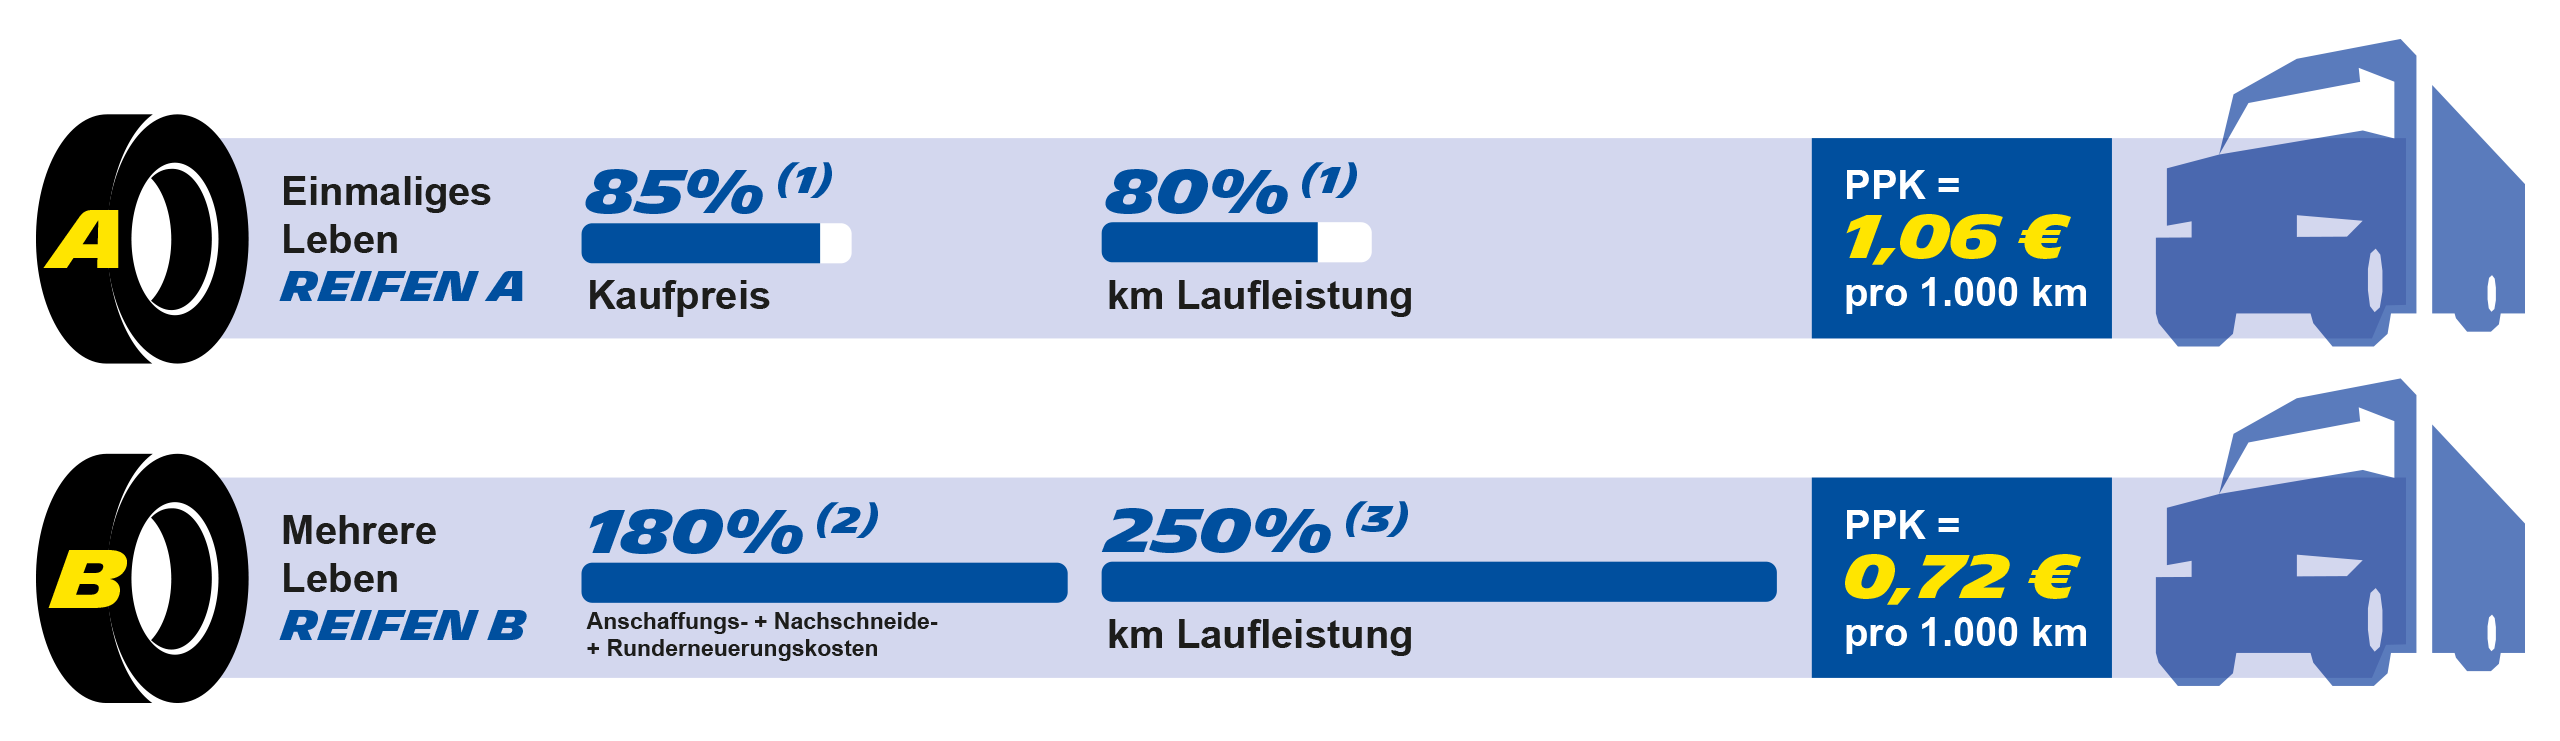 A
Einmaliges
Leben
REIFEN A
85% (1)
Kaufpreis
80% (1)
km Laufleistung
PPK =
1,06 €
pro 1.000 km
B
Mehrere
Leben
REIFEN B
180% (2)
Anschaffungs- + Nachschneide-
+ Runderneuerungskosten
250% (3)
km Laufleistung
PPK =
0,72 €
pro 1.000 km